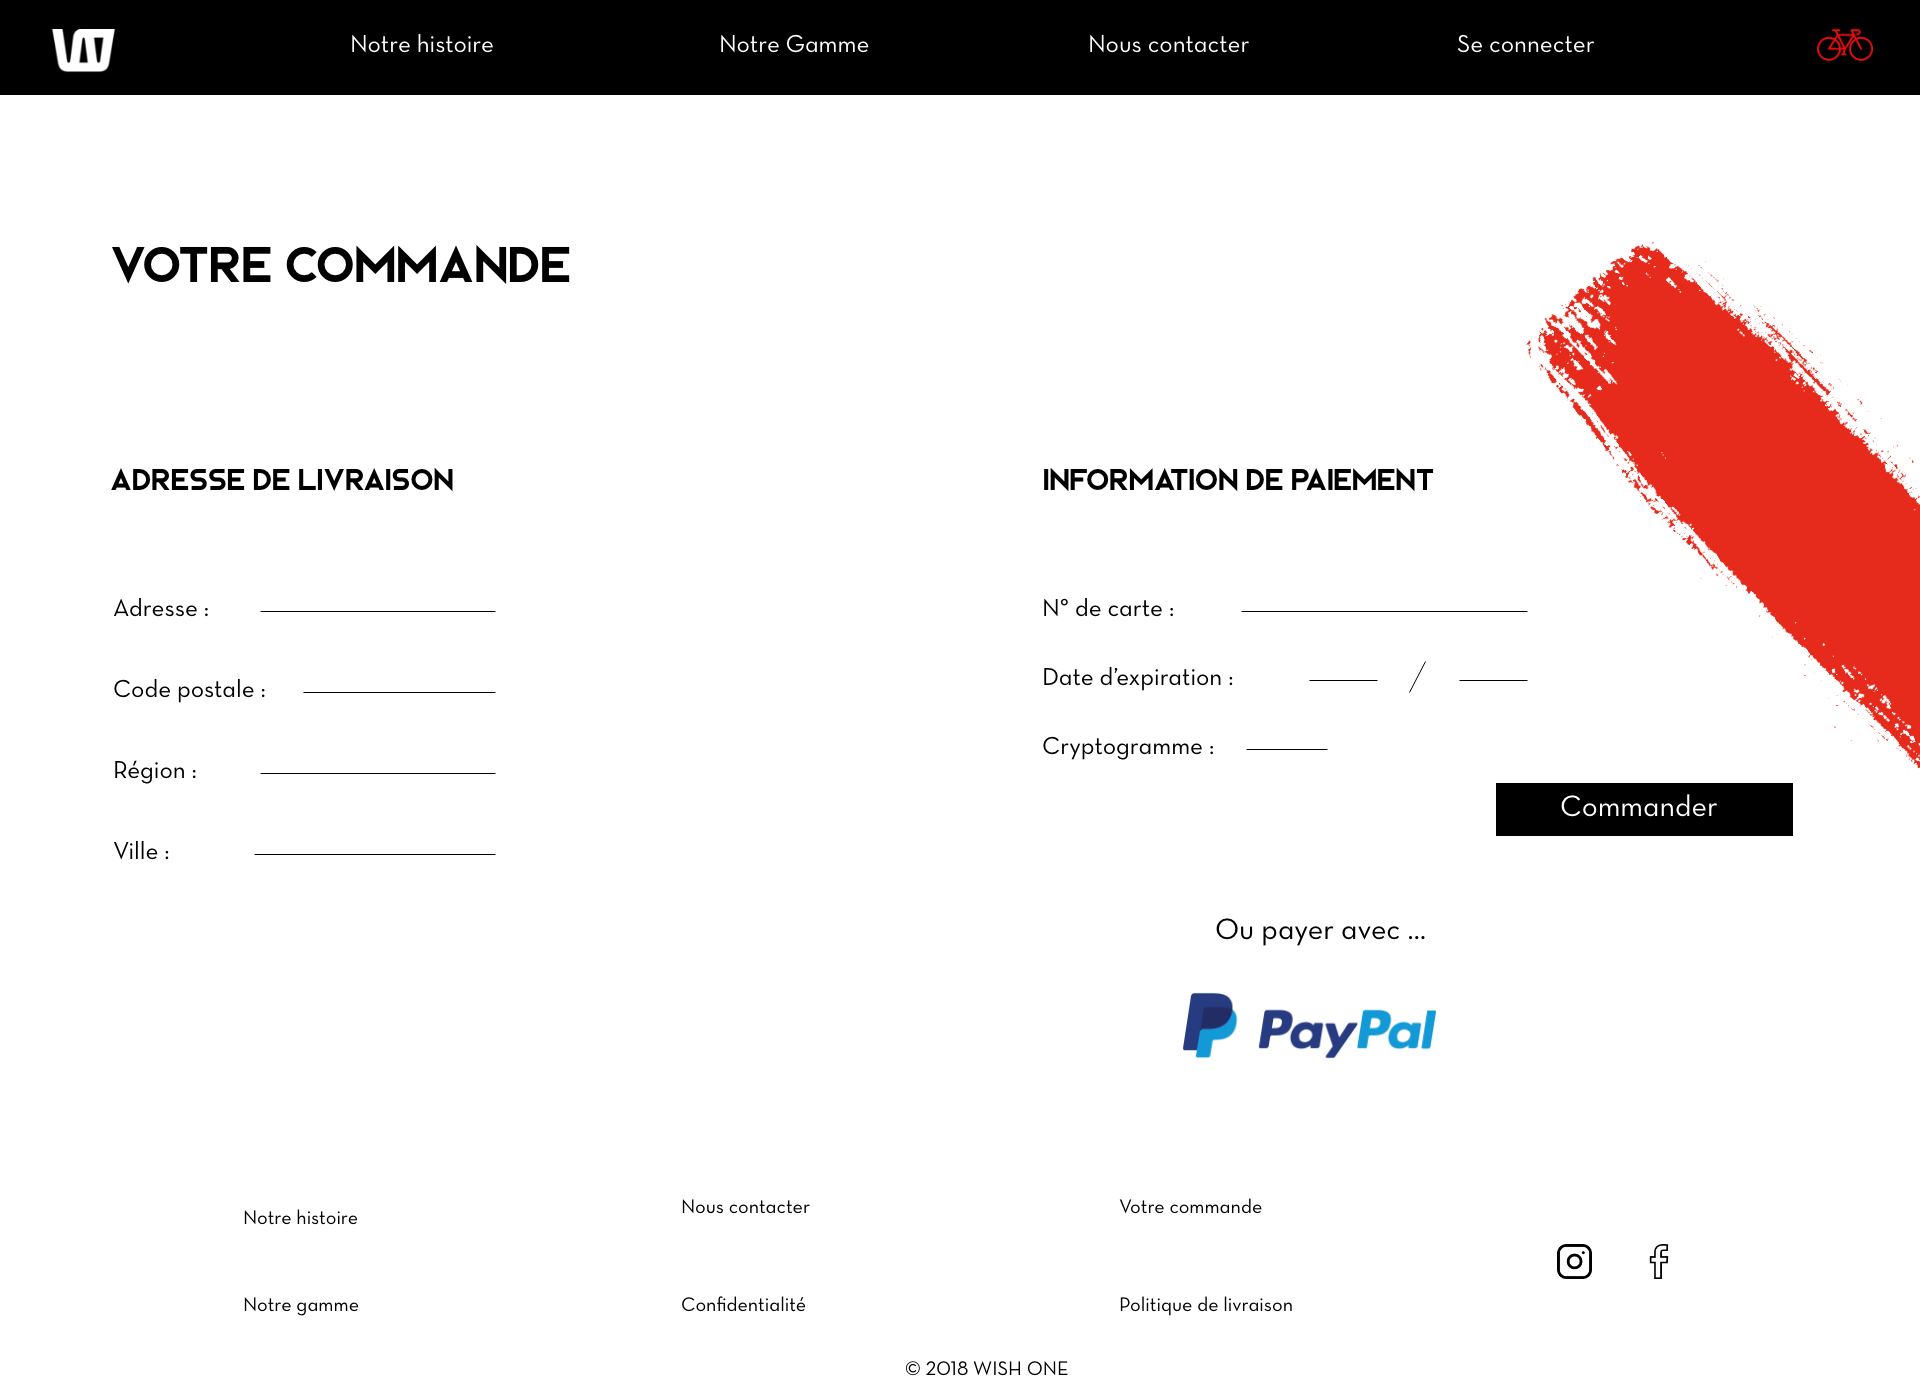 Notre histoire
Notre Gamme
Nous contacter
Se connecter
VOTRE COMMANDE
ADRESSE DE LIVRAISON
Adresse :
Code postale :
Région :
Ville :
INFORMATION DE PAIEMENT
N° de carte :
Date d’expiration : /
Cryptogramme :
Commander
Ou payer avec ...
PayPal
Notre histoire
Nous contacter
Votre commande
Notre gamme
Confidentialité
Politique de livraison
© 2018 WISH ONE